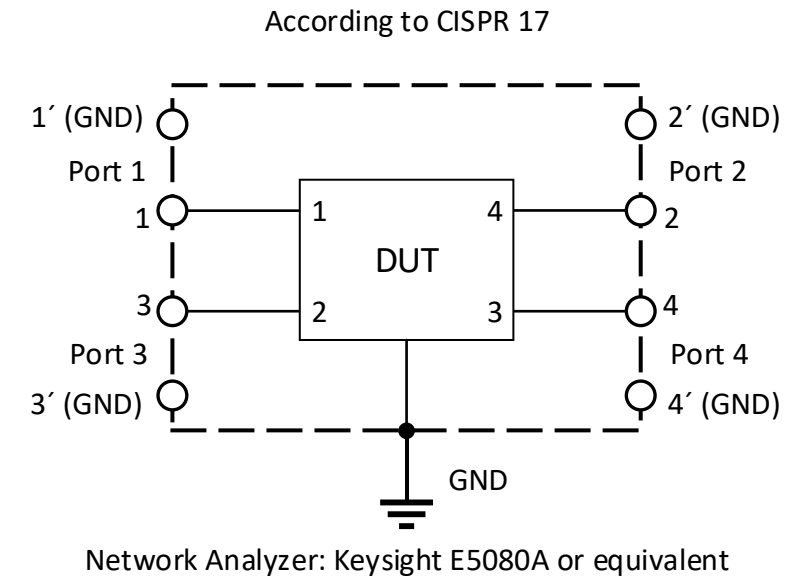 According to CISPR 17
1´ (GND)
2´ (GND)
Port 1
Port 2
1
1
4
2
DUT
3
2
3
4
Port 3
Port 4
3´ (GND)
4´ (GND)
GND
Network Analyzer: Keysight E5080A or equivalent